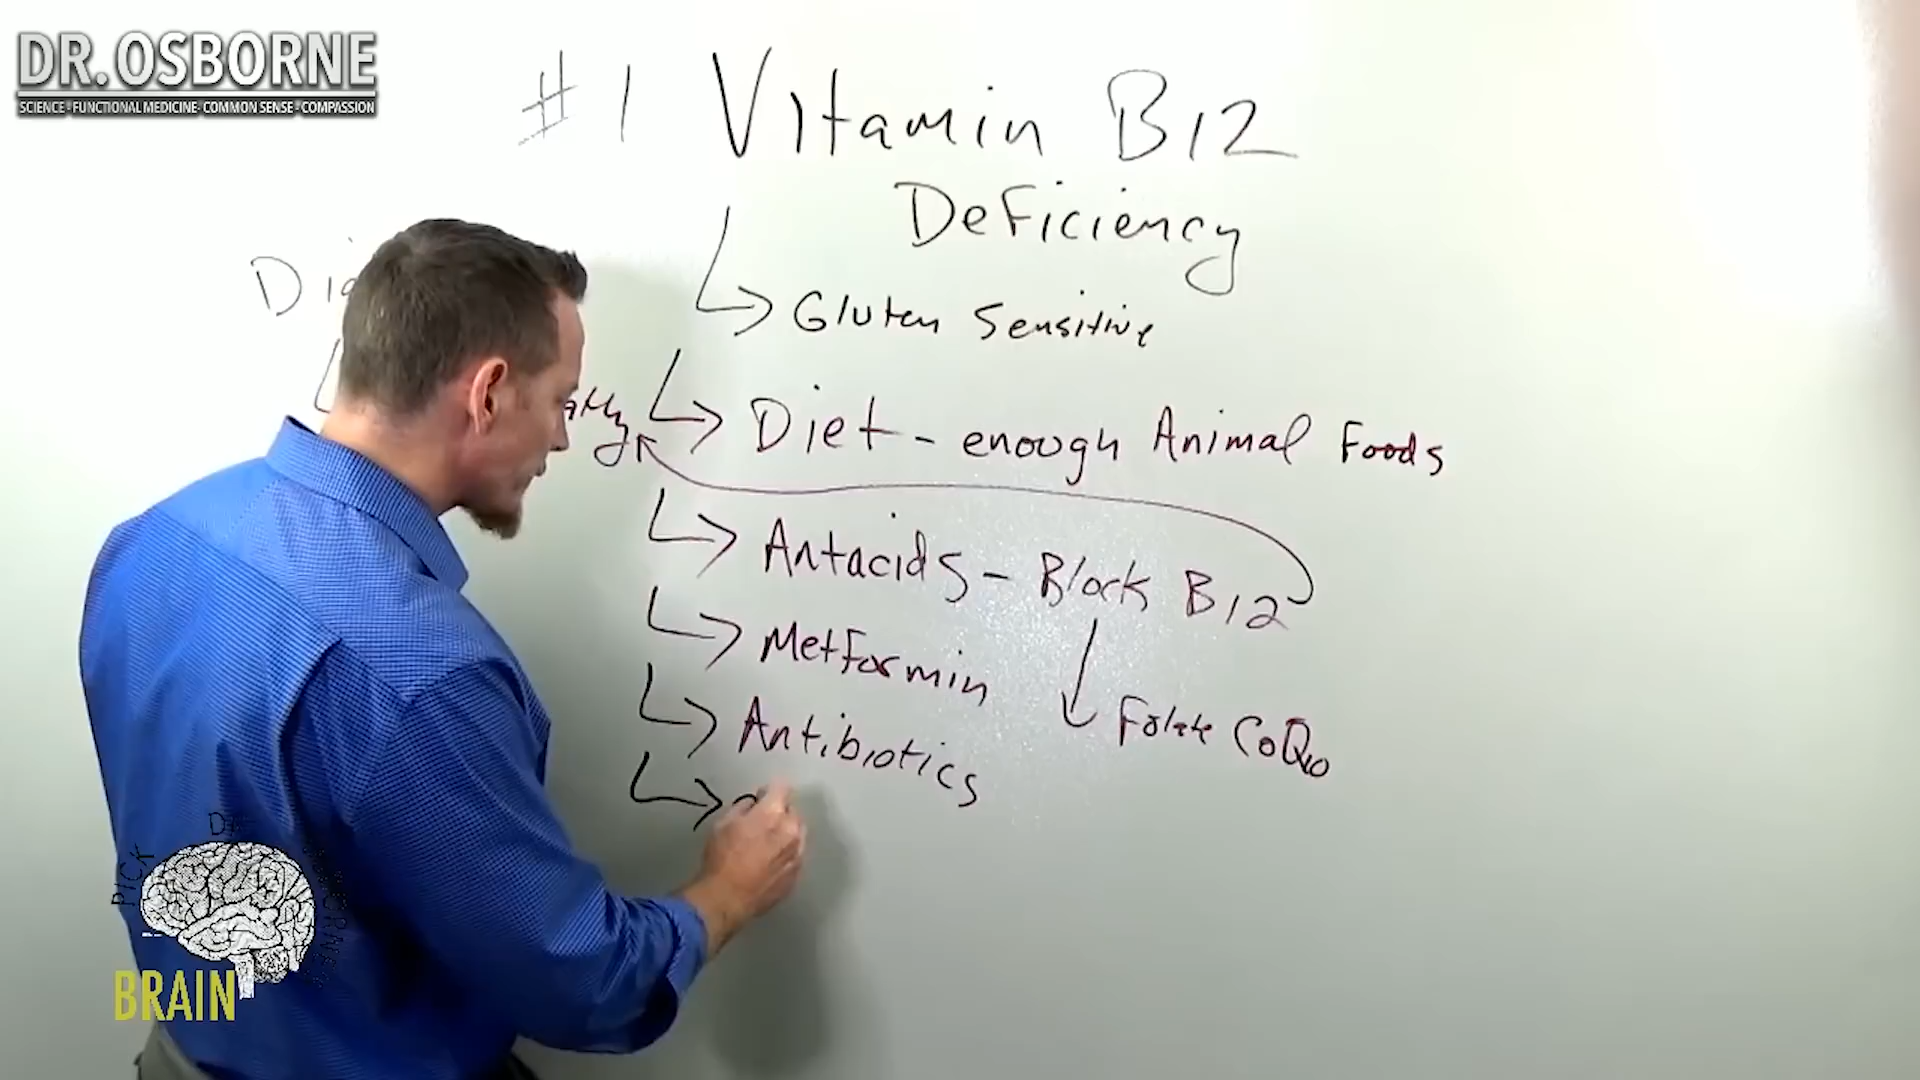 DR. OSBORNE
SCIENCE - FUNCTIONAL MEDICINE - COMMON SENSE - COMPASSION
#1 Vitamin B12
Deficiency
Gluten Sensitive
Diet - enough Animal Foods
Antacids - Block B12
Metformin
Folate CoQ10
Antibiotics
PICK
BRAIN